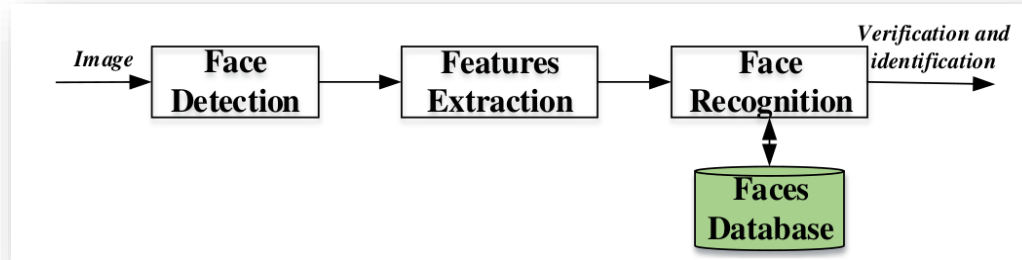 Image
Face
Detection
Features
Extraction
Face
Recognition
Verification and
identification
Faces
Database